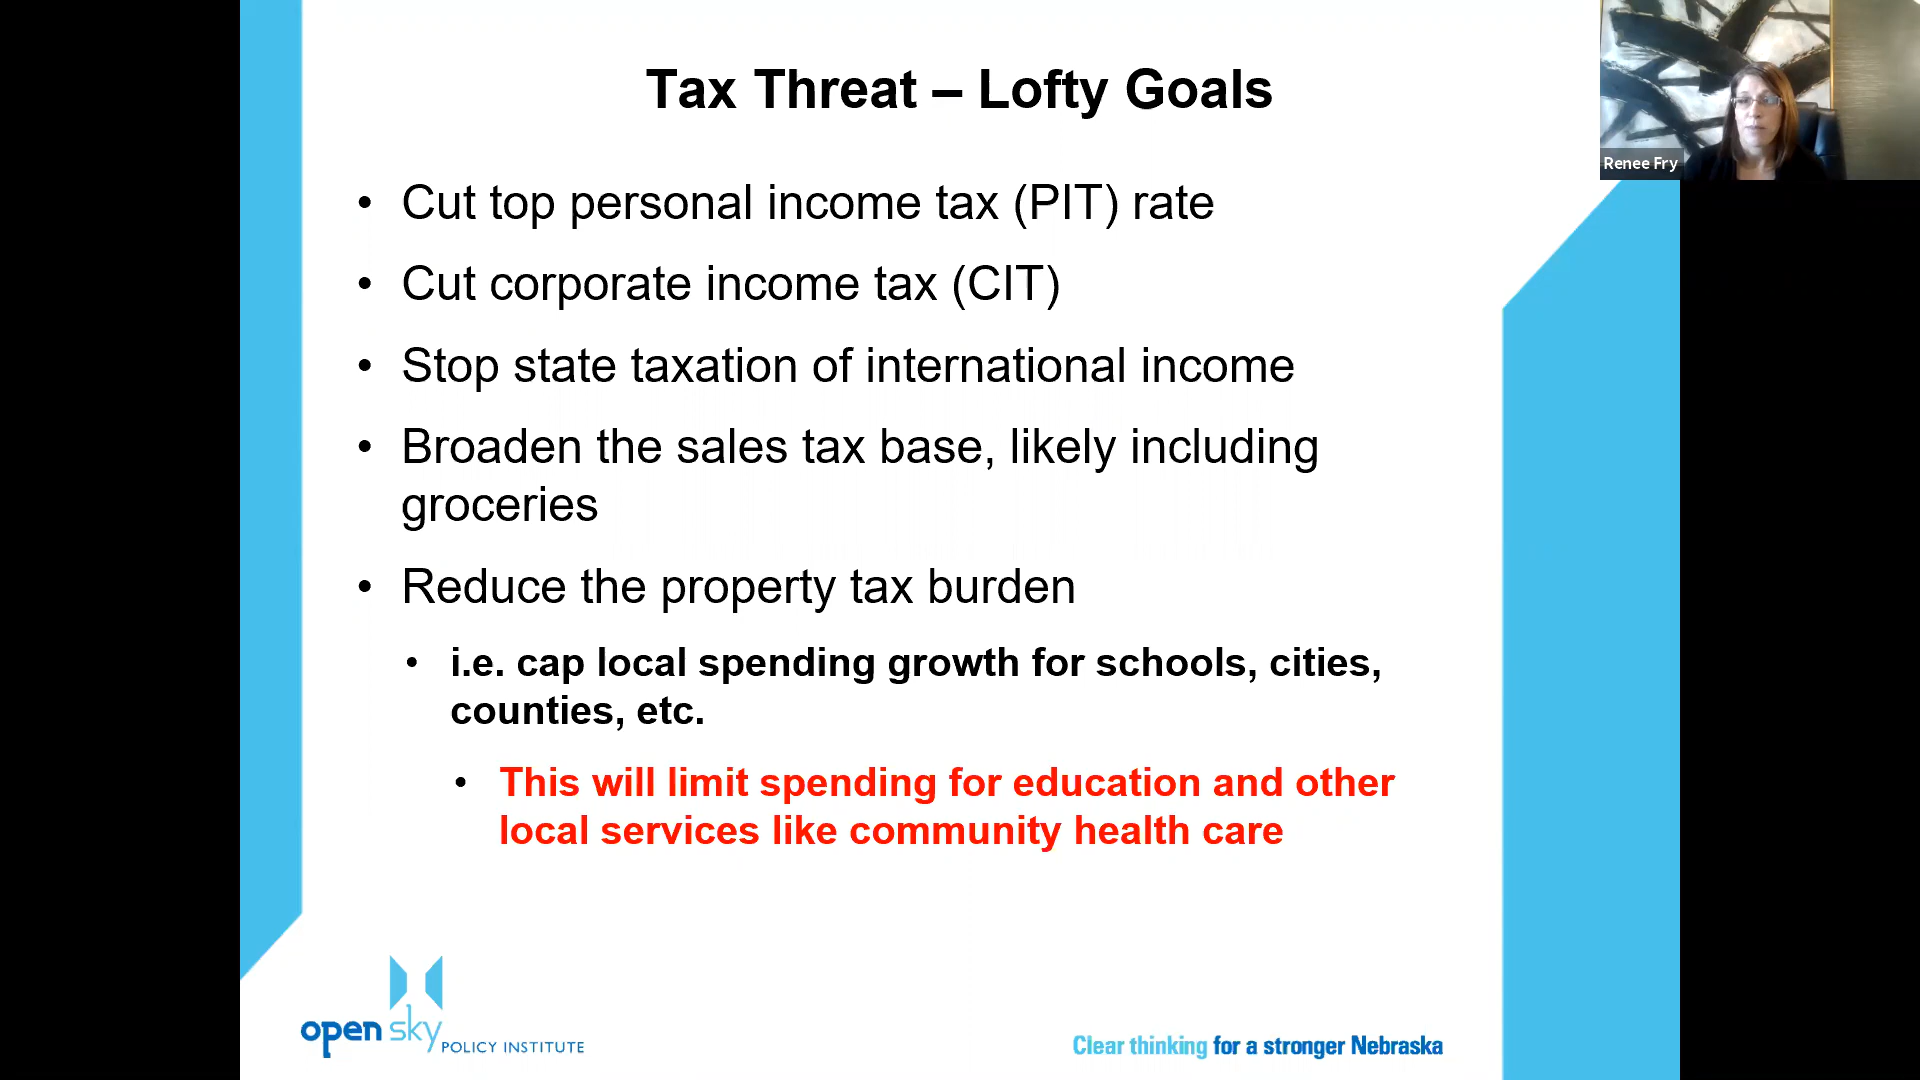 Tax Threat – Lofty Goals
Renee Fry
• Cut top personal income tax (PIT) rate
• Cut corporate income tax (CIT)
• Stop state taxation of international income
• Broaden the sales tax base, likely including
groceries
• Reduce the property tax burden
• i.e. cap local spending growth for schools, cities,
counties, etc.
• This will limit spending for education and other
local services like community health care
open sky
POLICY INSTITUTE
Clear thinking for a stronger Nebraska